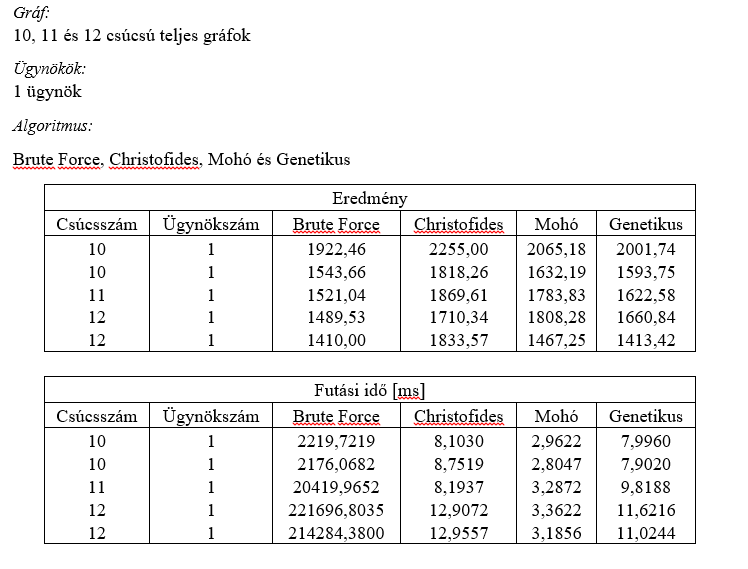 Gráf:
10, 11 és 12 csúcsú teljes gráfok
Ügynökök:
1 ügynök
Algoritmus:
Brute Force, Christofides, Mohó és Genetikus
Eredmény
Csúcsszám Ügynökszám Brute Force Christofides Mohó Genetikus
10 1 1922,46 2255,00 2065,18 2001,74
10 1 1543,66 1818,26 1632,19 1593,75
11 1 1521,04 1869,61 1783,83 1622,58
12 1 1489,53 1710,34 1808,28 1660,84
12 1 1410,00 1833,57 1467,25 1413,42
Futási idő [ms]
Csúcsszám Ügynökszám Brute Force Christofides Mohó Genetikus
10 1 2219,7219 8,1030 2,9622 7,9960
10 1 2176,0682 8,7519 2,8047 7,9020
11 1 20419,9652 8,1937 3,2872 9,8188
12 1 221696,8035 12,9072 3,3622 11,6216
12 1 214284,3800 12,9557 3,1856 11,0244